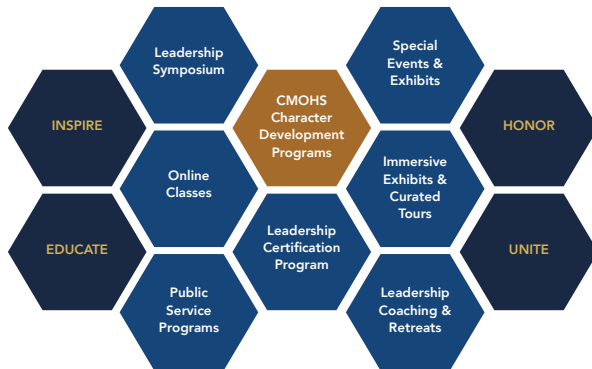 Leadership
Symposium
Special
Events &
Exhibits
INSPIRE
CMOHS
Character
Development
Programs
HONOR
Online
Classes
Immersive
Exhibits &
Curated
Tours
EDUCATE
Leadership
Certification
Program
UNITE
Public
Service
Programs
Leadership
Coaching &
Retreats